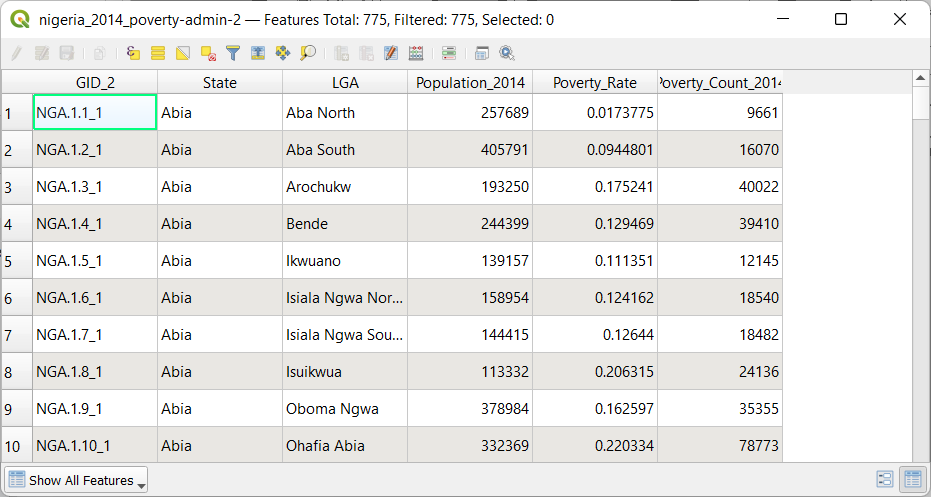 nigeria_2014_poverty-admin-2 — Features Total: 775, Filtered: 775, Selected: 0
GID_2 State LGA Population_2014 Poverty_Rate Poverty_Count_2014
1 NGA.1.1_1 Abia Aba North 257689 0.0173775 9661
2 NGA.1.2_1 Abia Aba South 405791 0.0944801 16070
3 NGA.1.3_1 Abia Arochukw 193250 0.175241 40022
4 NGA.1.4_1 Abia Bende 244399 0.129469 39410
5 NGA.1.5_1 Abia Ikwuano 139157 0.111351 12145
6 NGA.1.6_1 Abia Isiala Ngwa Nor... 158954 0.124162 18540
7 NGA.1.7_1 Abia Isiala Ngwa Sou... 144415 0.12644 18482
8 NGA.1.8_1 Abia Isuikwua 113332 0.206315 24136
9 NGA.1.9_1 Abia Oboma Ngwa 378984 0.162597 35355
10 NGA.1.10_1 Abia Ohafia Abia 332369 0.220334 78773
Show All Features